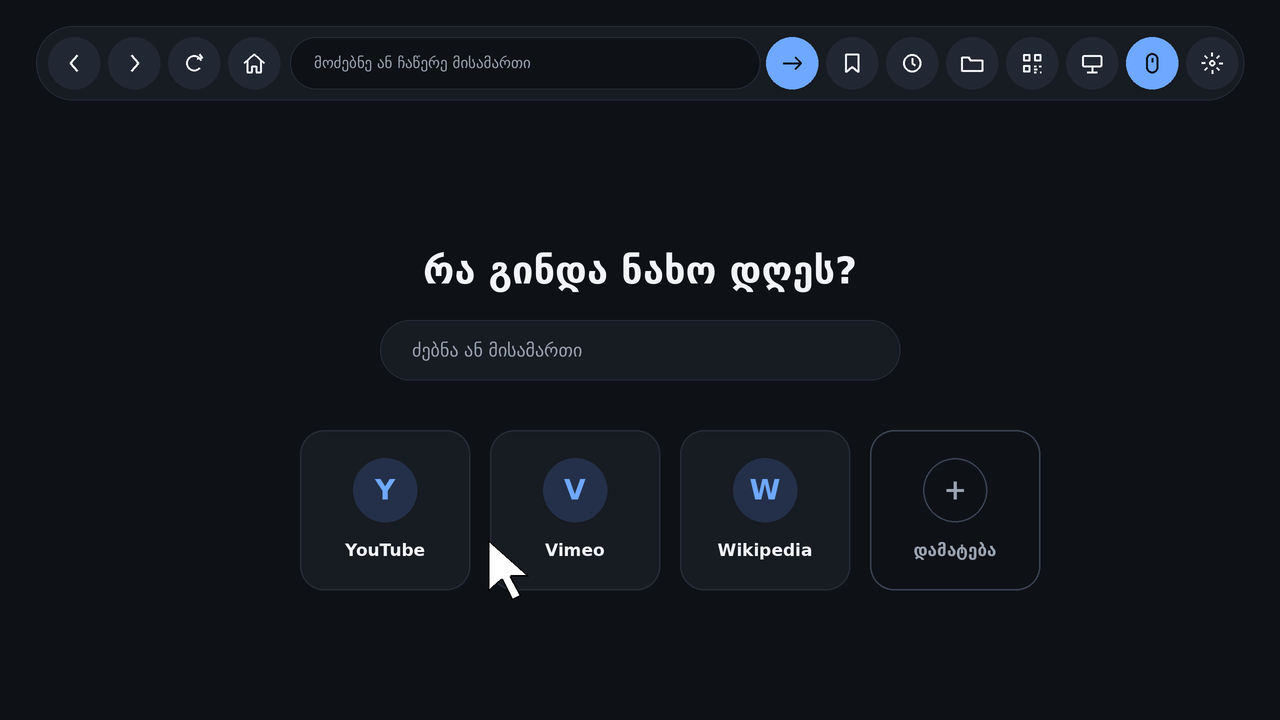 მოძებნე ან ჩაწერე მისამართი
რა გინდა ნახო დღეს?
ძებნა ან მისამართი
Y
V
W
+
YouTube
Vimeo
Wikipedia
დამატება